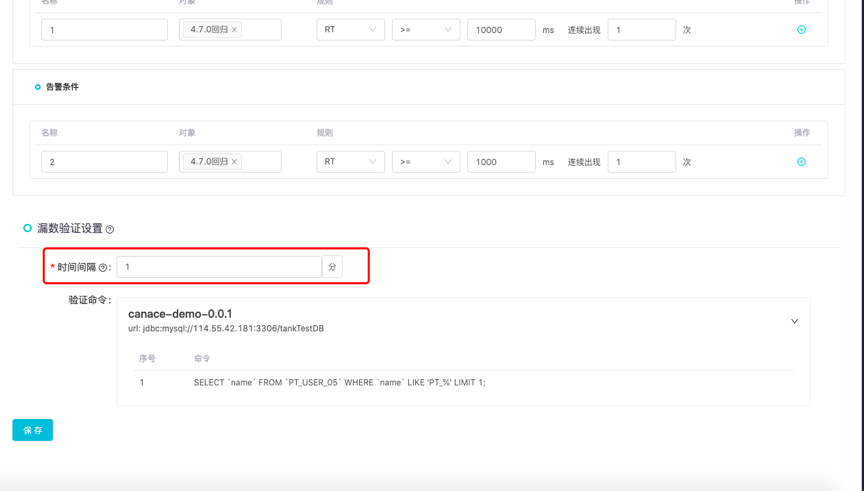 名称 对象 规则 操作
1 4.7.0回归 × RT >= 10000 ms 连续出现 1 次
告警条件
名称 对象 规则 操作
2 4.7.0回归 × RT >= 1000 ms 连续出现 1 次
漏数验证设置 ?
* 时间间隔 ? : 1 分
验证命令 :
canace-demo-0.0.1
url: jdbc:mysql://114.55.42.181:3306/tankTestDB
序号 命令
1 SELECT `name` FROM `PT_USER_05` WHERE `name` LIKE 'PT_%' LIMIT 1;
保 存